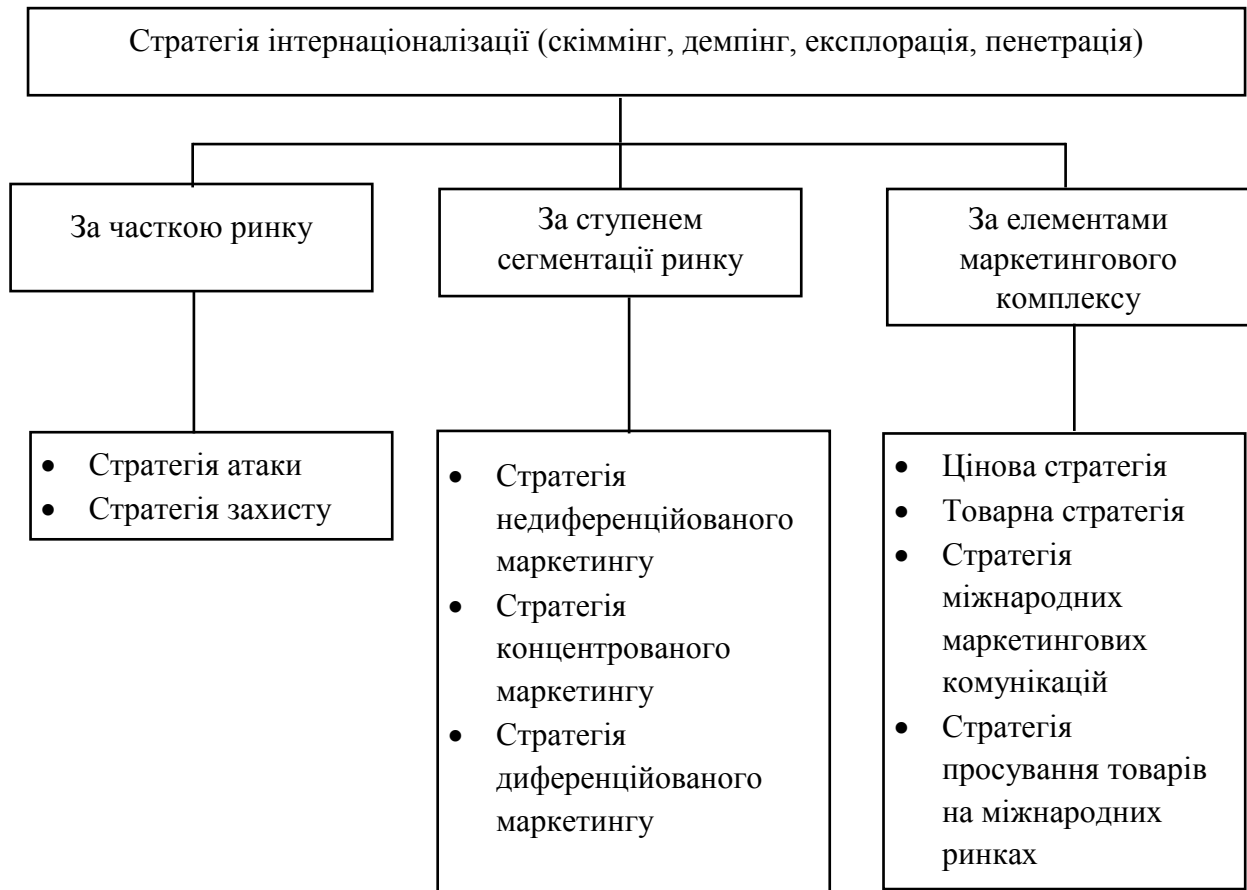 Стратегія інтернаціоналізації (скіммінг, демпінг, експлорація, пенетрація)
За часткою ринку
За ступенем
сегментації ринку
За елементами
маркетингового
комплексу
• Стратегія атаки
• Стратегія захисту
• Стратегія
недиференційованого
маркетингу
• Стратегія
концентрованого
маркетингу
• Стратегія
диференційованого
маркетингу
• Цінова стратегія
• Товарна стратегія
• Стратегія
міжнародних
маркетингових
комунікацій
• Стратегія
просування товарів
на міжнародних
ринках